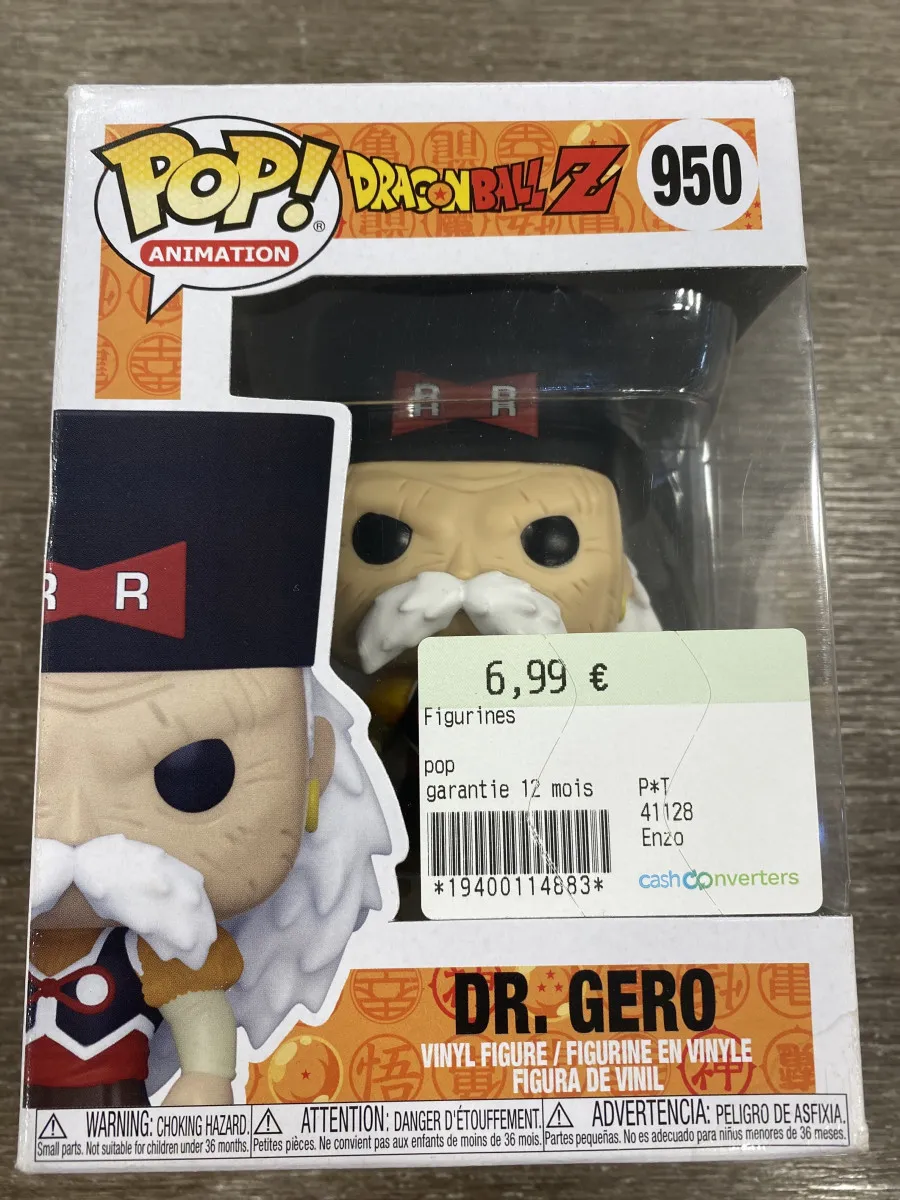 POP!®
ANIMATION
DRAGONBALL Z
950
R R
R R
6,99 €
Figurines
pop
garantie 12 mois
P*T
41128
Enzo
*19400114883*
cashconverters
DR. GERO
VINYL FIGURE / FIGURINE EN VINYLE
FIGURA DE VINIL
WARNING: CHOKING HAZARD.
Small parts. Not suitable for children under 36 months.
ATTENTION: DANGER D'ÉTOUFFEMENT.
Petites pièces. Ne convient pas aux enfants de moins de 36 mois.
ADVERTENCIA: PELIGRO DE ASFIXIA.
Partes pequeñas. No es adecuado para niños menores de 36 meses.